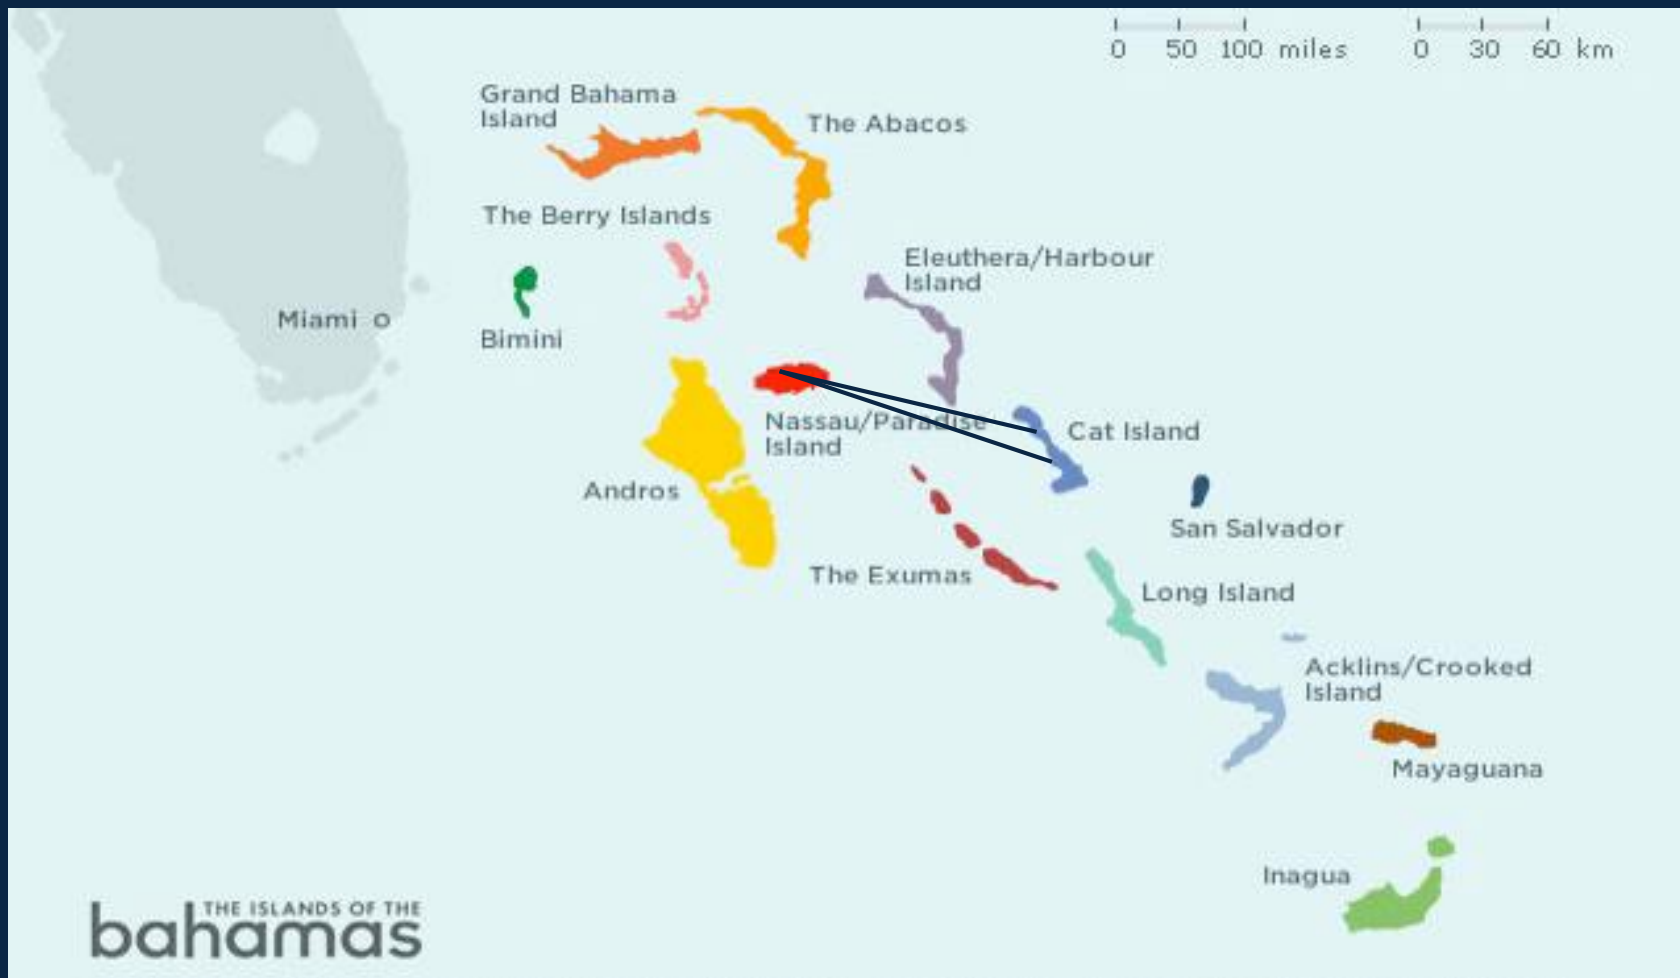 0 50 100 miles
0 30 60 km
Grand Bahama
Island
The Abacos
The Berry Islands
Eleuthera/Harbour
Island
Miami
Bimini
Nassau/Paradise
Island
Cat Island
Andros
San Salvador
The Exumas
Long Island
Acklins/Crooked
Island
Mayaguana
Inagua
THE ISLANDS OF THE
bahamas